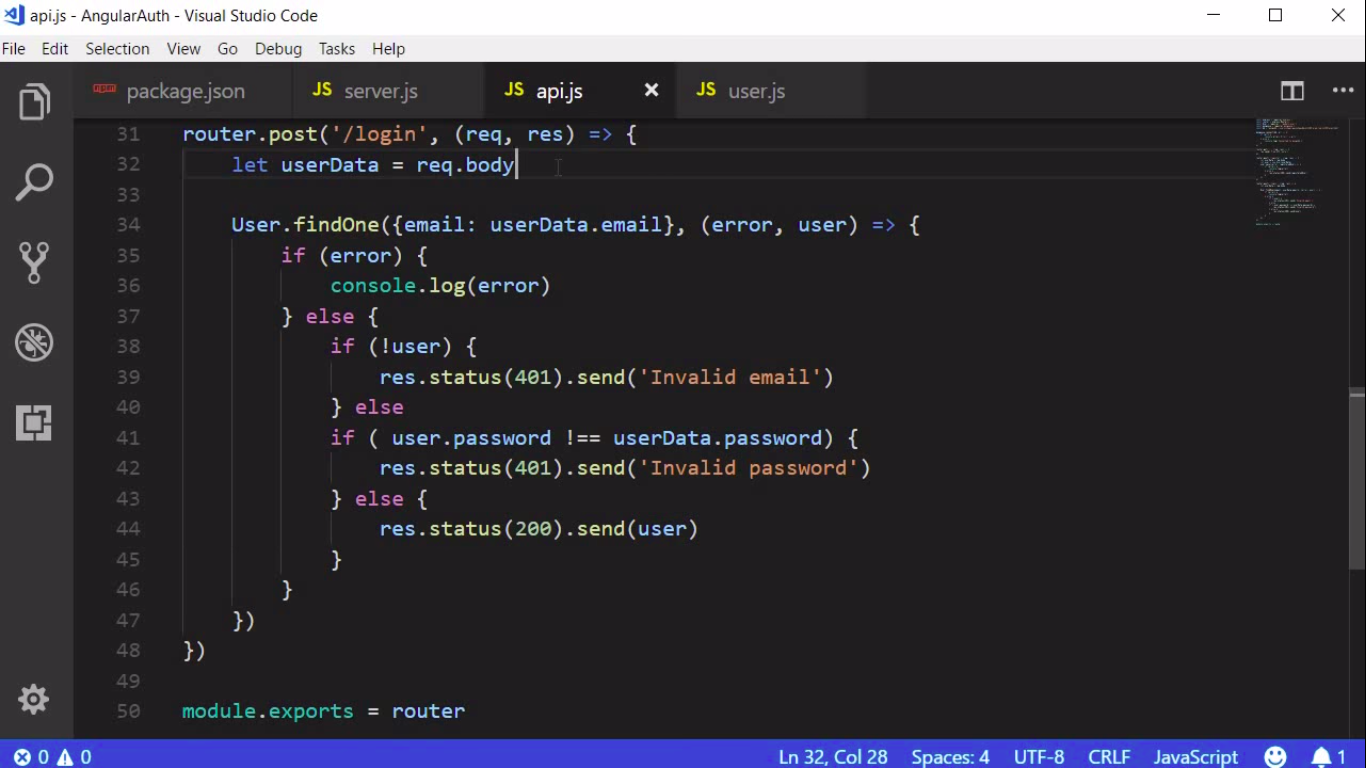 api.js - AngularAuth - Visual Studio Code
File Edit Selection View Go Debug Tasks Help
package.json JS server.js JS api.js JS user.js
31 router.post('/login', (req, res) => {
32 let userData = req.body
33
34 User.findOne({email: userData.email}, (error, user) => {
35 if (error) {
36 console.log(error)
37 } else {
38 if (!user) {
39 res.status(401).send('Invalid email')
40 } else
41 if ( user.password !== userData.password) {
42 res.status(401).send('Invalid password')
43 } else {
44 res.status(200).send(user)
45 }
46 }
47 })
48 })
49
50 module.exports = router
0 0 Ln 32, Col 28 Spaces: 4 UTF-8 CRLF JavaScript 1